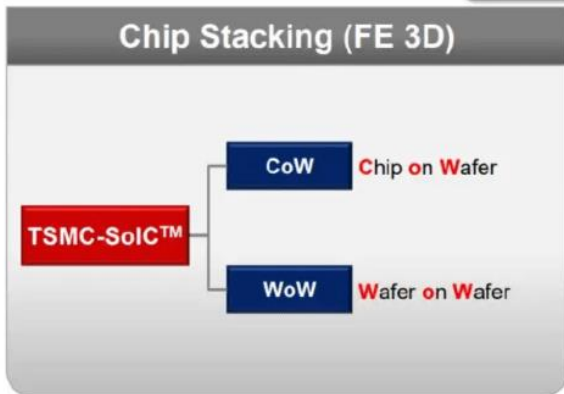 Chip Stacking (FE 3D)
CoW
Chip on Wafer
TSMC-SoIC™
WoW
Wafer on Wafer